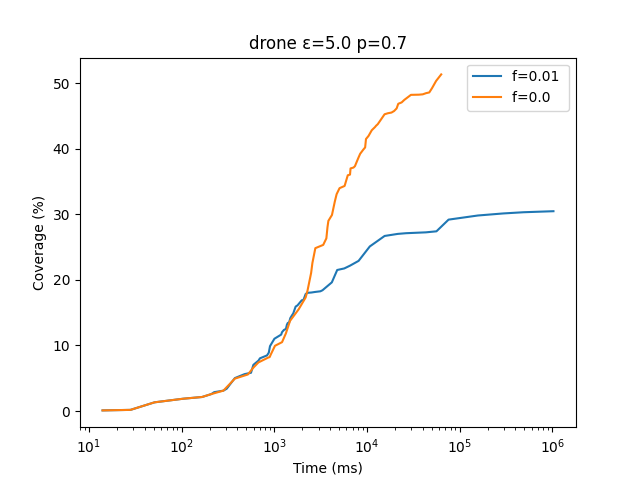 drone ε=5.0 p=0.7
f=0.01
f=0.0
Coverage (%)
50
40
30
20
10
0
10¹ 10² 10³ 10⁴ 10⁵ 10⁶
Time (ms)